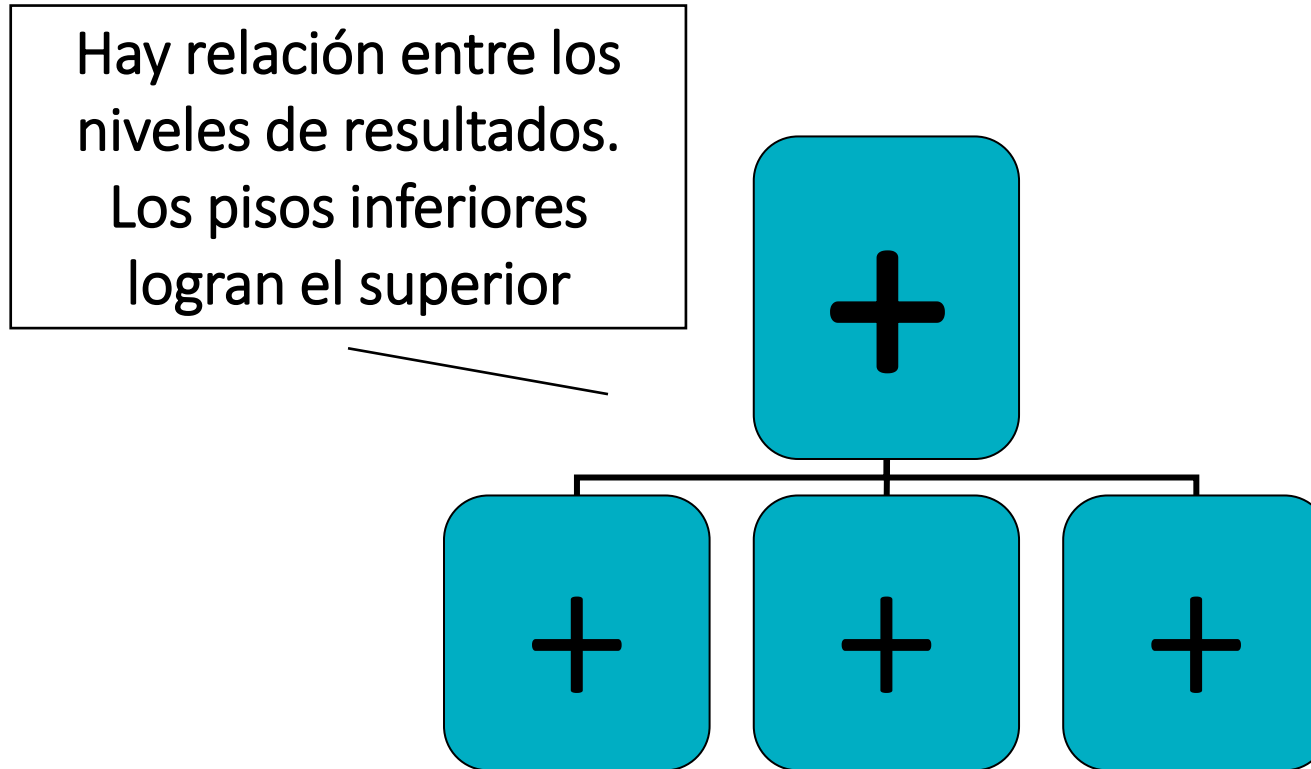 Hay relación entre los
niveles de resultados.
Los pisos inferiores
logran el superior
+
+ + +